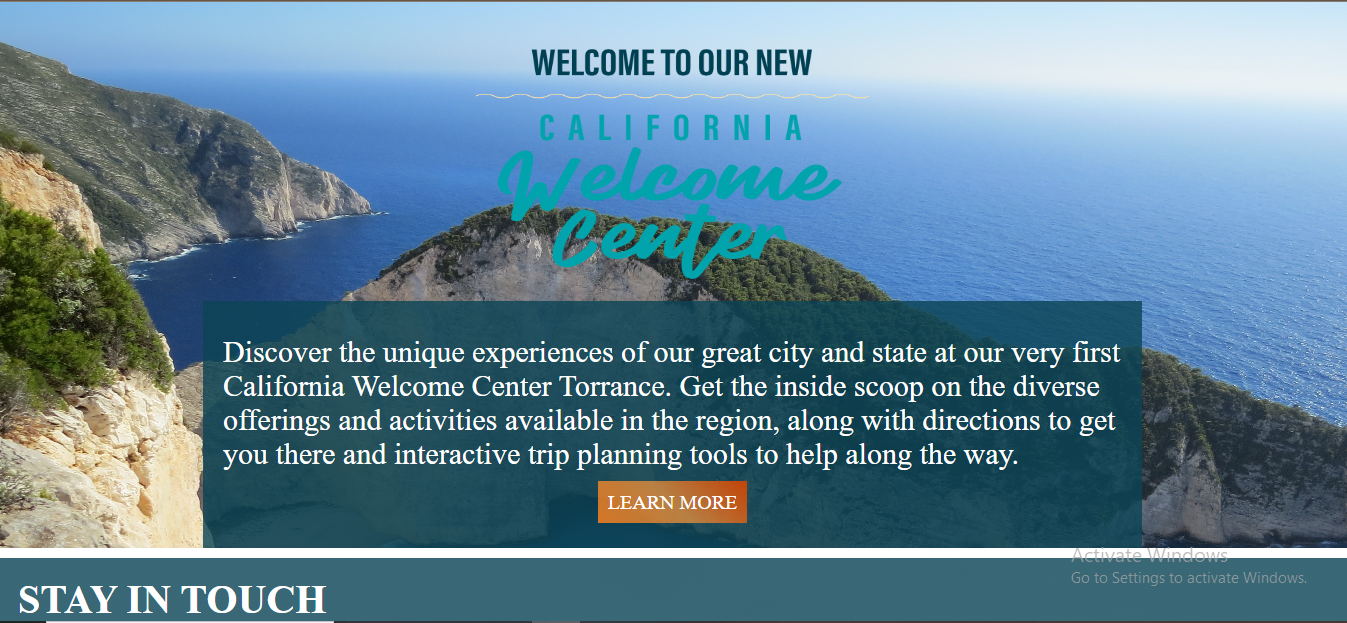 WELCOME TO OUR NEW
CALIFORNIA
Welcome
Center
Discover the unique experiences of our great city and state at our very first
California Welcome Center Torrance. Get the inside scoop on the diverse
offerings and activities available in the region, along with directions to get
you there and interactive trip planning tools to help along the way.
LEARN MORE
Activate Windows
Go to Settings to activate Windows.
STAY IN TOUCH